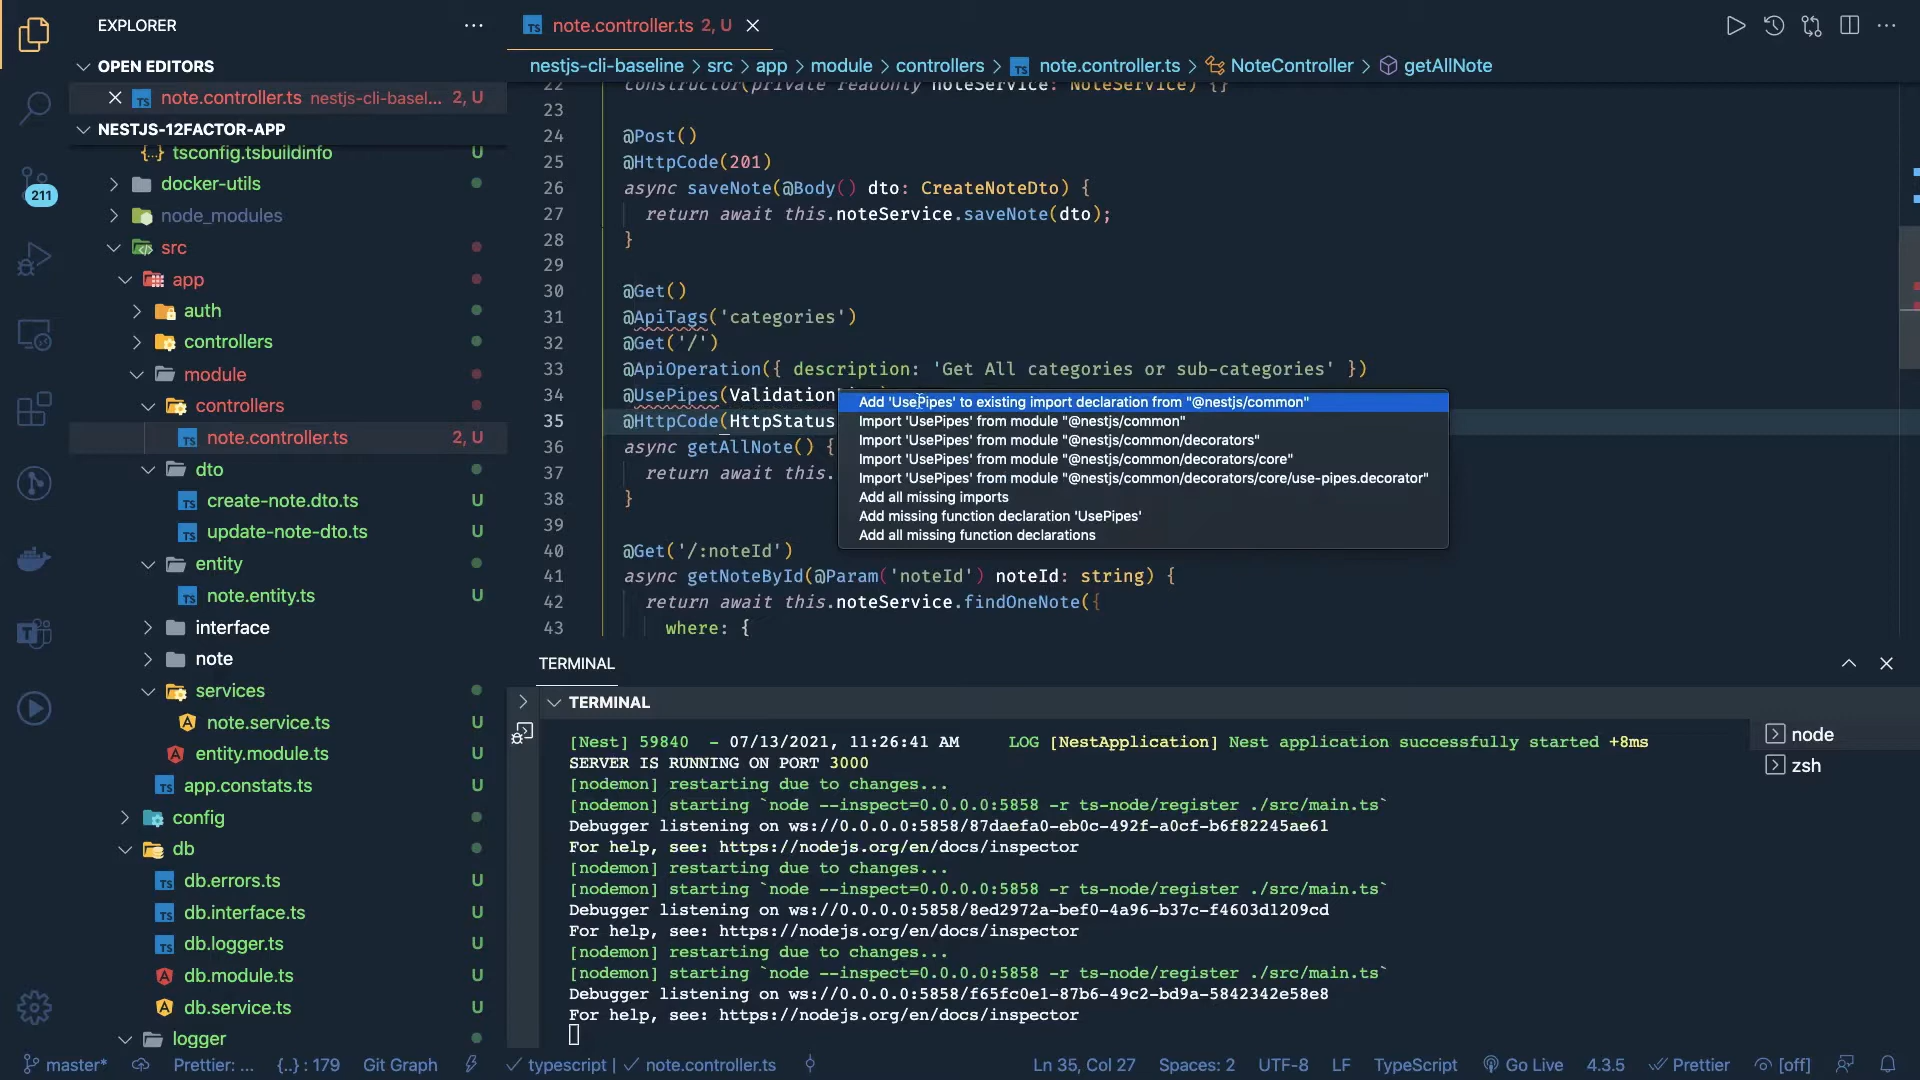 EXPLORER
OPEN EDITORS
note.controller.ts nestjs-cli-basel... 2, U
NESTJS-12FACTOR-APP
tsconfig.tsbuildinfo U
docker-utils
node_modules
src
app
auth
controllers
module
controllers
note.controller.ts 2, U
dto
create-note.dto.ts U
update-note-dto.ts U
entity
note.entity.ts U
interface
note
services
note.service.ts U
entity.module.ts U
app.constats.ts U
config
db
db.errors.ts U
db.interface.ts U
db.logger.ts U
db.module.ts U
db.service.ts U
logger
211
note.controller.ts 2, U
nestjs-cli-baseline > src > app > module > controllers > note.controller.ts > NoteController > getAllNote
22 constructor(private readonly noteService: NoteService) {}
23
24 @Post()
25 @HttpCode(201)
26 async saveNote(@Body() dto: CreateNoteDto) {
27 return await this.noteService.saveNote(dto);
28 }
29
30 @Get()
31 @ApiTags('categories')
32 @Get('/')
33 @ApiOperation({ description: 'Get All categories or sub-categories' })
34 @UsePipes(Validation
35 @HttpCode(HttpStatus
36 async getAllNote() {
37 return await this.
38 }
39
40 @Get('/:noteId')
41 async getNoteById(@Param('noteId') noteId: string) {
42 return await this.noteService.findOneNote({
43 where: {
Add 'UsePipes' to existing import declaration from "@nestjs/common"
Import 'UsePipes' from module "@nestjs/common"
Import 'UsePipes' from module "@nestjs/common/decorators"
Import 'UsePipes' from module "@nestjs/common/decorators/core"
Import 'UsePipes' from module "@nestjs/common/decorators/core/use-pipes.decorator"
Add all missing imports
Add missing function declaration 'UsePipes'
Add all missing function declarations
TERMINAL
TERMINAL
[Nest] 59840 - 07/13/2021, 11:26:41 AM LOG [NestApplication] Nest application successfully started +8ms
SERVER IS RUNNING ON PORT 3000
[nodemon] restarting due to changes...
[nodemon] starting `node --inspect=0.0.0.0:5858 -r ts-node/register ./src/main.ts`
Debugger listening on ws://0.0.0.0:5858/87daefa0-eb0c-492f-a0cf-b6f82245ae61
For help, see: https://nodejs.org/en/docs/inspector
[nodemon] restarting due to changes...
[nodemon] starting `node --inspect=0.0.0.0:5858 -r ts-node/register ./src/main.ts`
Debugger listening on ws://0.0.0.0:5858/8ed2972a-bef0-4a96-b37c-f4603d1209cd
For help, see: https://nodejs.org/en/docs/inspector
[nodemon] restarting due to changes...
[nodemon] starting `node --inspect=0.0.0.0:5858 -r ts-node/register ./src/main.ts`
Debugger listening on ws://0.0.0.0:5858/f65fc0e1-87b6-49c2-bd9a-5842342e58e8
For help, see: https://nodejs.org/en/docs/inspector
node
zsh
master* Prettier: ... {..} : 179 Git Graph typescript | note.controller.ts Ln 35, Col 27 Spaces: 2 UTF-8 LF TypeScript Go Live 4.3.5 Prettier [off]